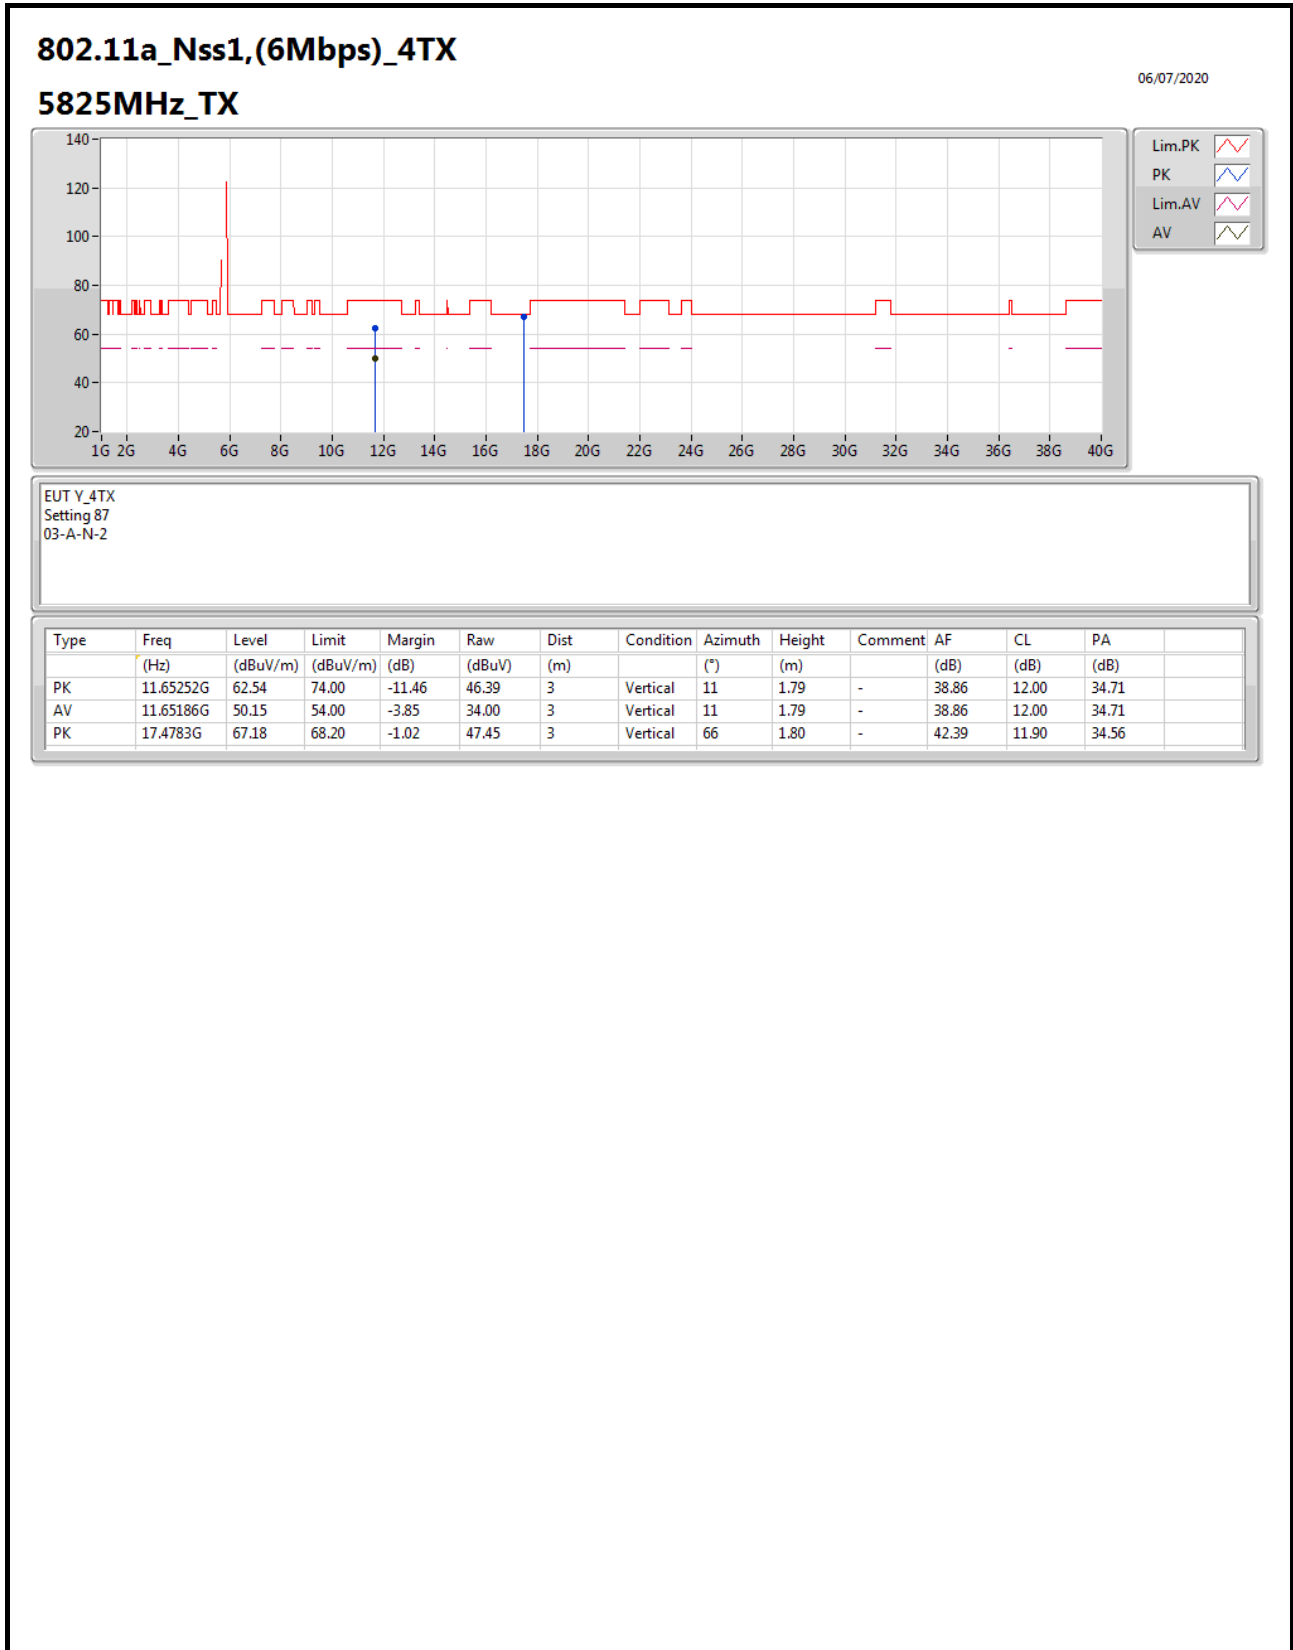 802.11a_Nss1,(6Mbps)_4TX
06/07/2020
5825MHz_TX
140
120
100
80
60
40
20
1G 2G 4G 6G 8G 10G 12G 14G 16G 18G 20G 22G 24G 26G 28G 30G 32G 34G 36G 38G 40G
Lim.PK
PK
Lim.AV
AV
EUT Y_4TX
Setting 87
03-A-N-2
Type Freq Level Limit Margin Raw Dist Condition Azimuth Height Comment AF CL PA
(Hz) (dBuV/m) (dBuV/m) (dB) (dBuV) (m) (°) (m) (dB) (dB) (dB)
PK 11.65252G 62.54 74.00 -11.46 46.39 3 Vertical 11 1.79 - 38.86 12.00 34.71
AV 11.65186G 50.15 54.00 -3.85 34.00 3 Vertical 11 1.79 - 38.86 12.00 34.71
PK 17.4783G 67.18 68.20 -1.02 47.45 3 Vertical 66 1.80 - 42.39 11.90 34.56